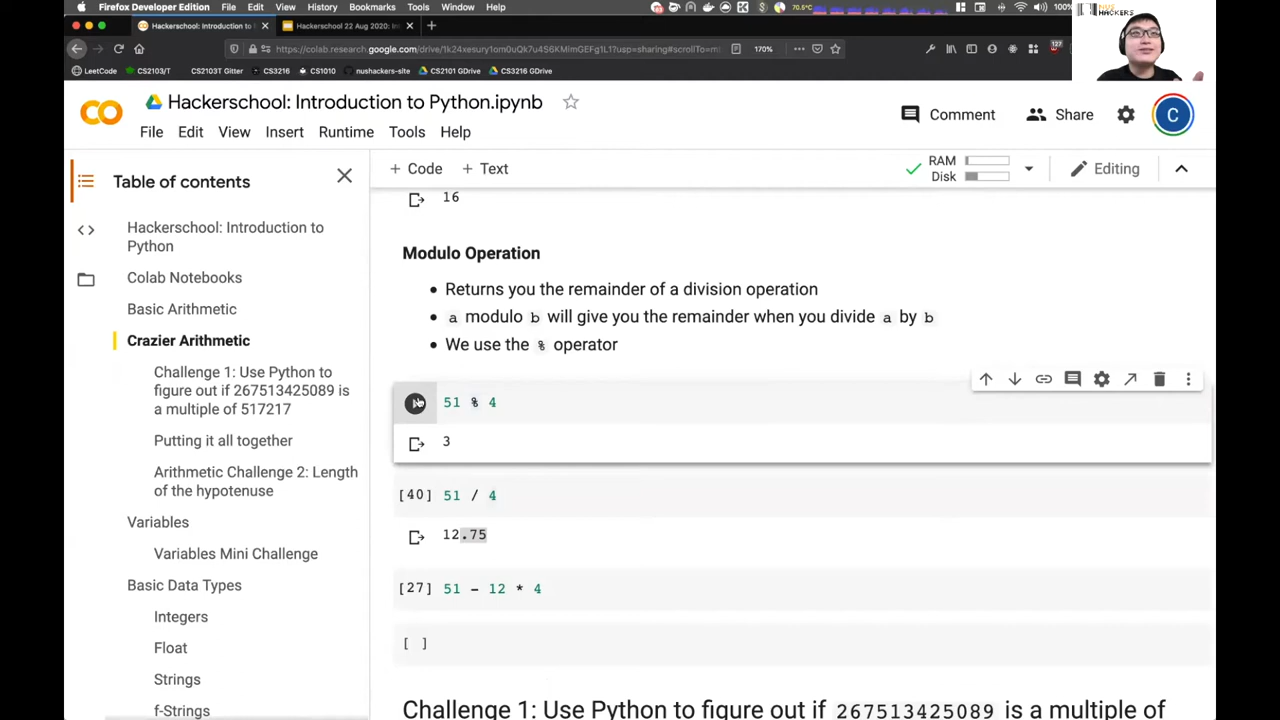 Firefox Developer Edition File Edit View History Bookmarks Tools Window Help
70.6°
100%
Hackerschool: Introduction to
Hackerschool 22 Aug 2020: Intro
170%
127
LeetCode CS2103/T CS2103T Gitter CS3216 CS1010 nushackers-site CS2101 GDrive CS3216 GDrive
Hackerschool: Introduction to Python.ipynb
Comment
Share
C
File Edit View Insert Runtime Tools Help
Table of contents
+ Code + Text
RAM
Disk
Editing
Hackerschool: Introduction to
Python
Colab Notebooks
Basic Arithmetic
Crazier Arithmetic
Challenge 1: Use Python to
figure out if 267513425089 is
a multiple of 517217
Putting it all together
Arithmetic Challenge 2: Length
of the hypotenuse
Variables
Variables Mini Challenge
Basic Data Types
Integers
Float
Strings
f-Strings
16
Modulo Operation
• Returns you the remainder of a division operation
• a modulo b will give you the remainder when you divide a by b
• We use the % operator
51 % 4
3
[40] 51 / 4
12.75
[27] 51 - 12 * 4
[ ]
Challenge 1: Use Python to figure out if 267513425089 is a multiple of